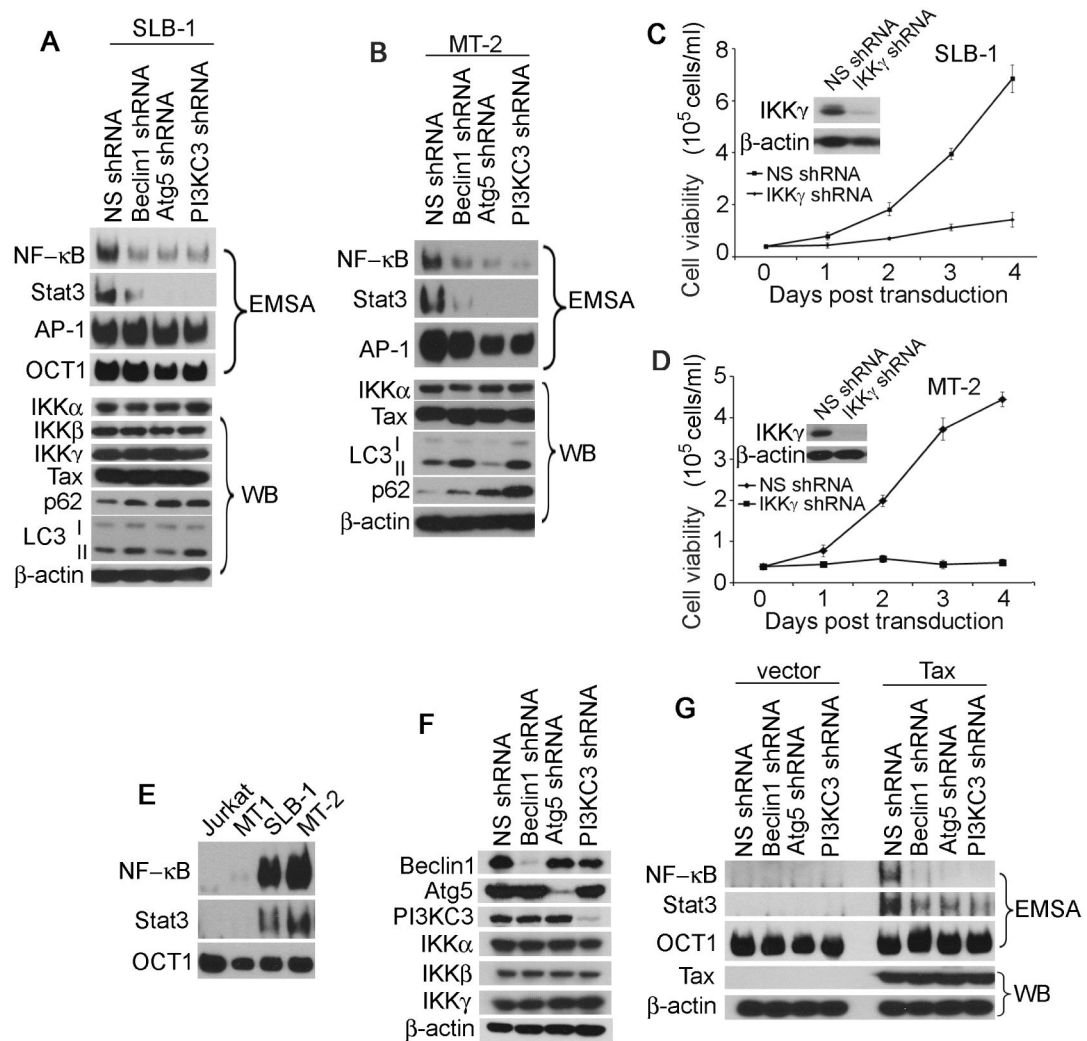 A
SLB-1
NS shRNA
Beclin1 shRNA
Atg5 shRNA
PI3KC3 shRNA
NF–κB
Stat3
AP-1
OCT1
EMSA
IKKα
IKKβ
IKKγ
Tax
p62
LC3 I
II
β-actin
WB
B
MT-2
NS shRNA
Beclin1 shRNA
Atg5 shRNA
PI3KC3 shRNA
NF–κB
Stat3
AP-1
EMSA
IKKα
Tax
LC3 I
II
p62
β-actin
WB
C
SLB-1
NS shRNA
IKKγ shRNA
IKKγ
β-actin
NS shRNA
IKKγ shRNA
Cell viability (10⁵ cells/ml)
8
6
4
2
0
0 1 2 3 4
Days post transduction
D
MT-2
NS shRNA
IKKγ shRNA
IKKγ
β-actin
NS shRNA
IKKγ shRNA
Cell viability (10⁵ cells/ml)
5
4
3
2
1
0
0 1 2 3 4
Days post transduction
E
Jurkat
MT1
SLB-1
MT-2
NF–κB
Stat3
OCT1
F
NS shRNA
Beclin1 shRNA
Atg5 shRNA
PI3KC3 shRNA
Beclin1
Atg5
PI3KC3
IKKα
IKKβ
IKKγ
β-actin
G
vector
Tax
NS shRNA
Beclin1 shRNA
Atg5 shRNA
PI3KC3 shRNA
NS shRNA
Beclin1 shRNA
Atg5 shRNA
PI3KC3 shRNA
NF–κB
Stat3
OCT1
EMSA
Tax
β-actin
WB